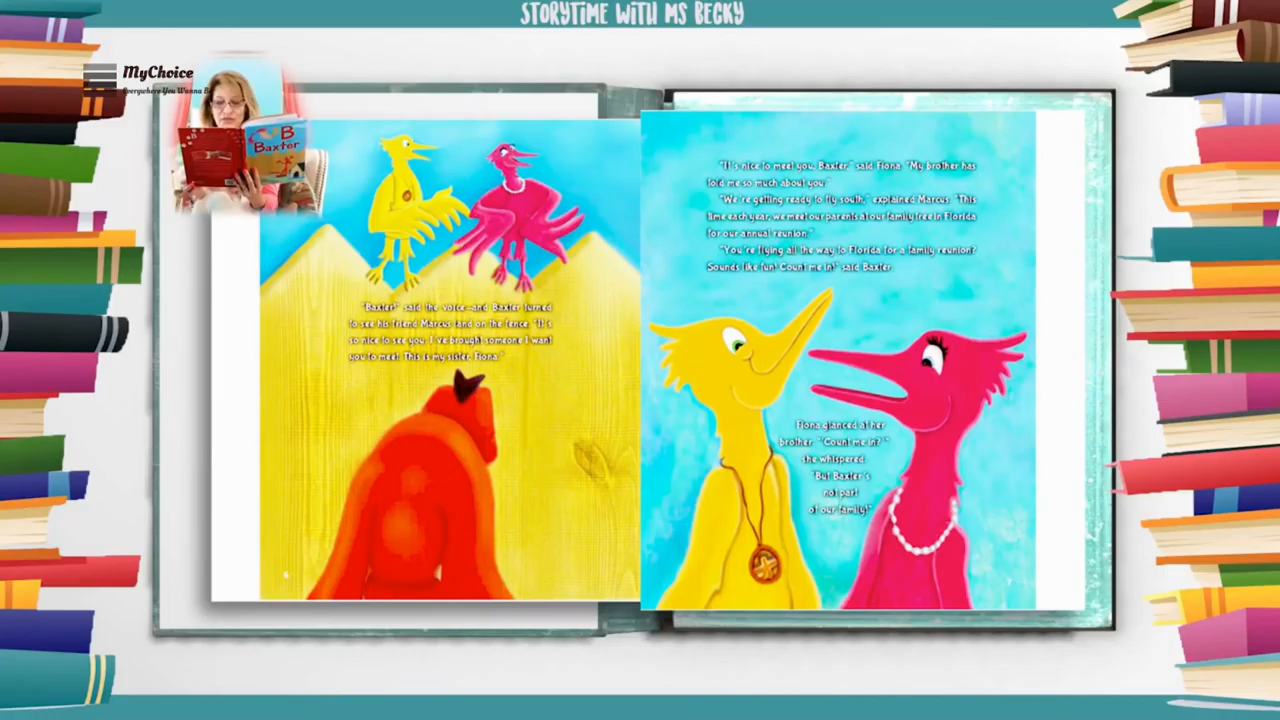 STORYTIME WITH MS BECKY
MyChoice
Everywhere You Wanna B
B
Baxter
"Baxter!" said the voice—and Baxter turned
to see his friend Marcus land on the fence. "It's
so nice to see you. I've brought someone I want
you to meet. This is my sister, Fiona."
"It's nice to meet you, Baxter," said Fiona. "My brother has
told me so much about you."
"We're getting ready to fly south," explained Marcus. "This
time each year, we meet our parents at our family tree in Florida
for our annual reunion."
"You're flying all the way to Florida for a family reunion?
Sounds like fun! Count me in!" said Baxter.
Fiona glanced at her
brother. "'Count me in?'"
she whispered.
"But Baxter's
not part
of our family!"